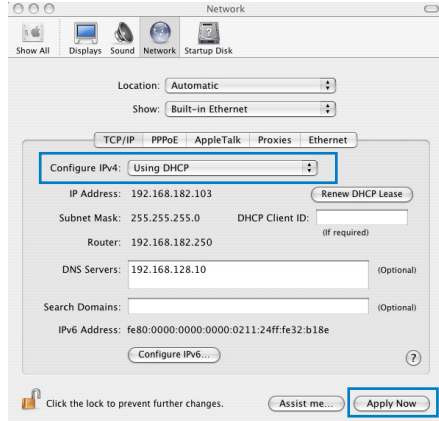 Network
Show All Displays Sound Network Startup Disk
Location: Automatic
Show: Built-in Ethernet
TCP/IP PPPoE AppleTalk Proxies Ethernet
Configure IPv4: Using DHCP
IP Address: 192.168.182.103 Renew DHCP Lease
Subnet Mask: 255.255.255.0 DHCP Client ID:
(If required)
Router: 192.168.182.250
DNS Servers: 192.168.128.10 (Optional)
Search Domains: (Optional)
IPv6 Address: fe80:0000:0000:0000:0211:24ff:fe32:b18e
Configure IPv6... ?
Click the lock to prevent further changes. Assist me... Apply Now